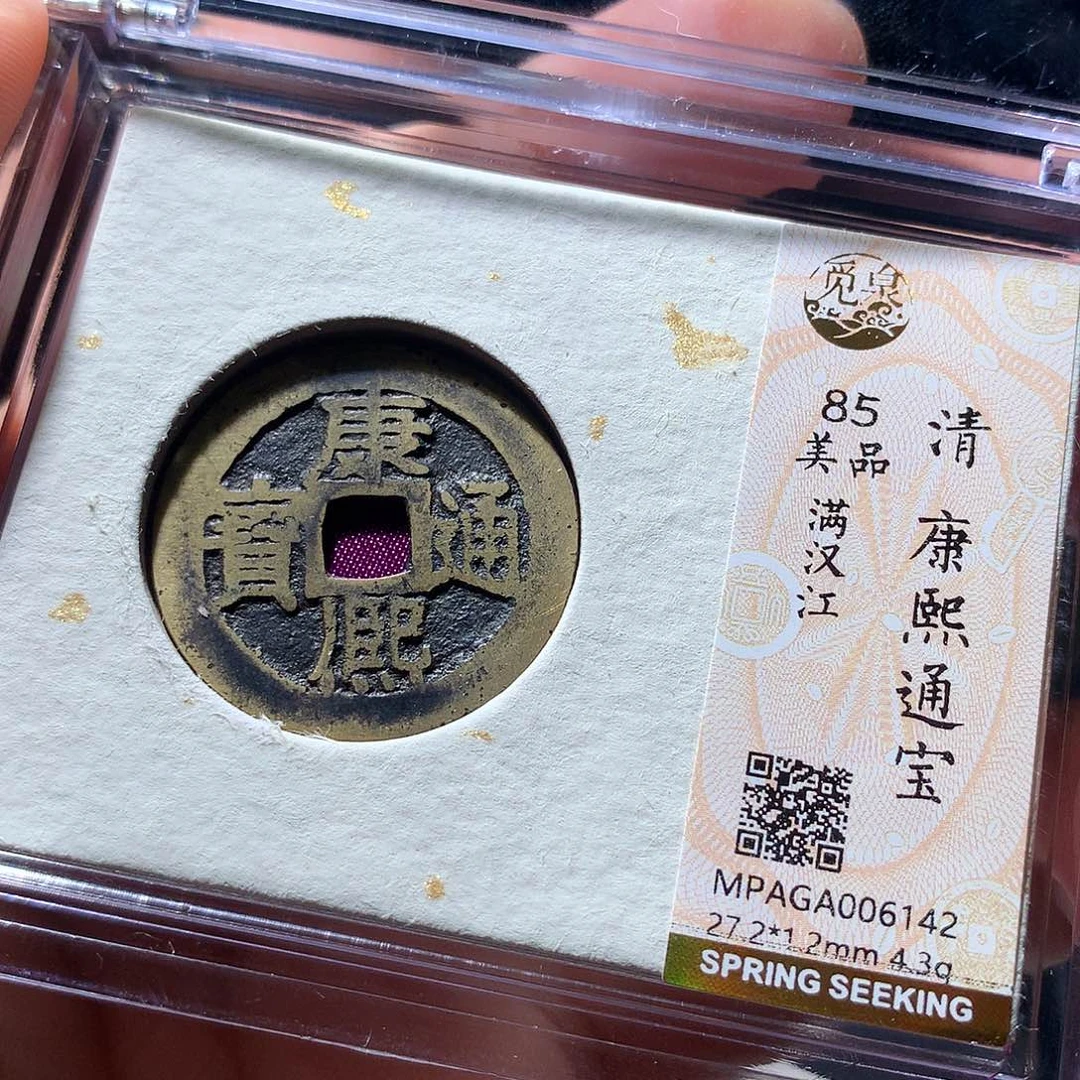 康熙通寶
覓泉
清 康熙通宝
85
美品
满汉江
MPAGA006142
27.2*1.2mm 4.3g
SPRING SEEKING